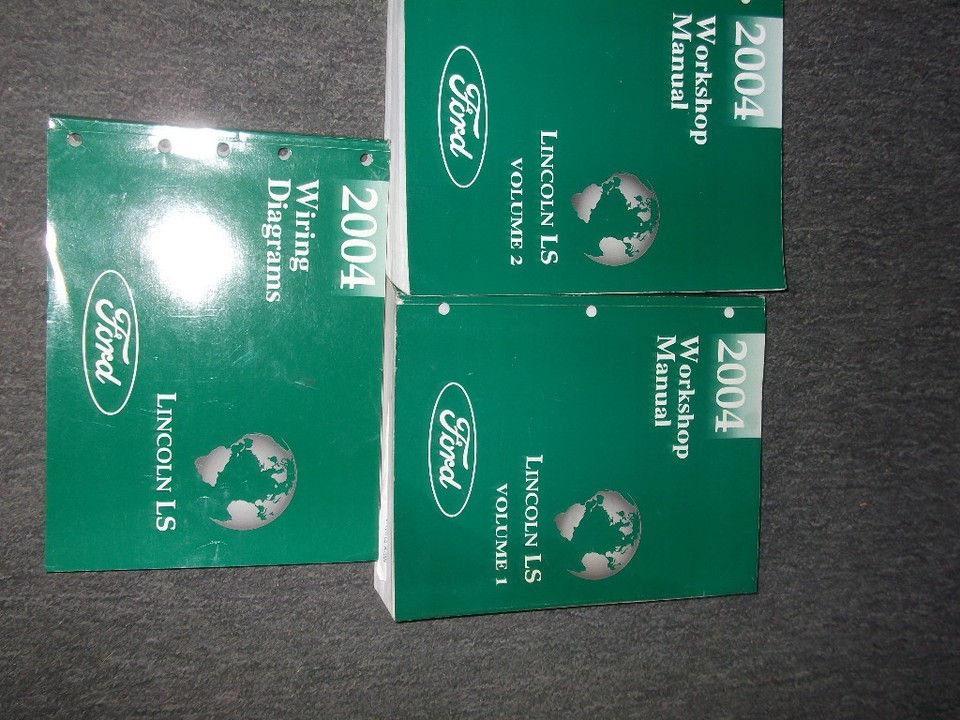 2004
Workshop
Manual
Ford
LINCOLN LS
VOLUME 2
2004
Wiring
Diagrams
Ford
LINCOLN LS
2004
Workshop
Manual
Ford
LINCOLN LS
VOLUME 1